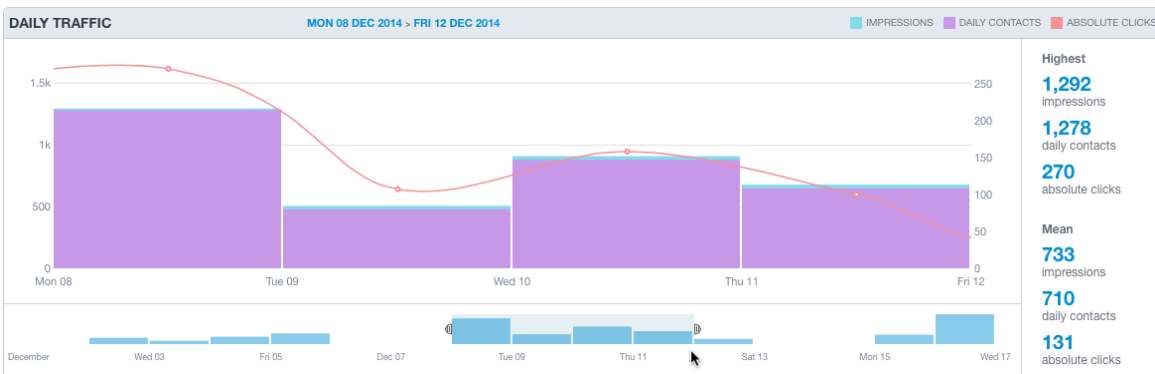 DAILY TRAFFIC
MON 08 DEC 2014 > FRI 12 DEC 2014
IMPRESSIONS
DAILY CONTACTS
ABSOLUTE CLICKS
1.5k
1k
500
0
250
200
150
100
50
0
Mon 08
Tue 09
Wed 10
Thu 11
Fri 12
December
Wed 03
Fri 05
Dec 07
Tue 09
Thu 11
Sat 13
Mon 15
Wed 17
Highest
1,292
impressions
1,278
daily contacts
270
absolute clicks
Mean
733
impressions
710
daily contacts
131
absolute clicks